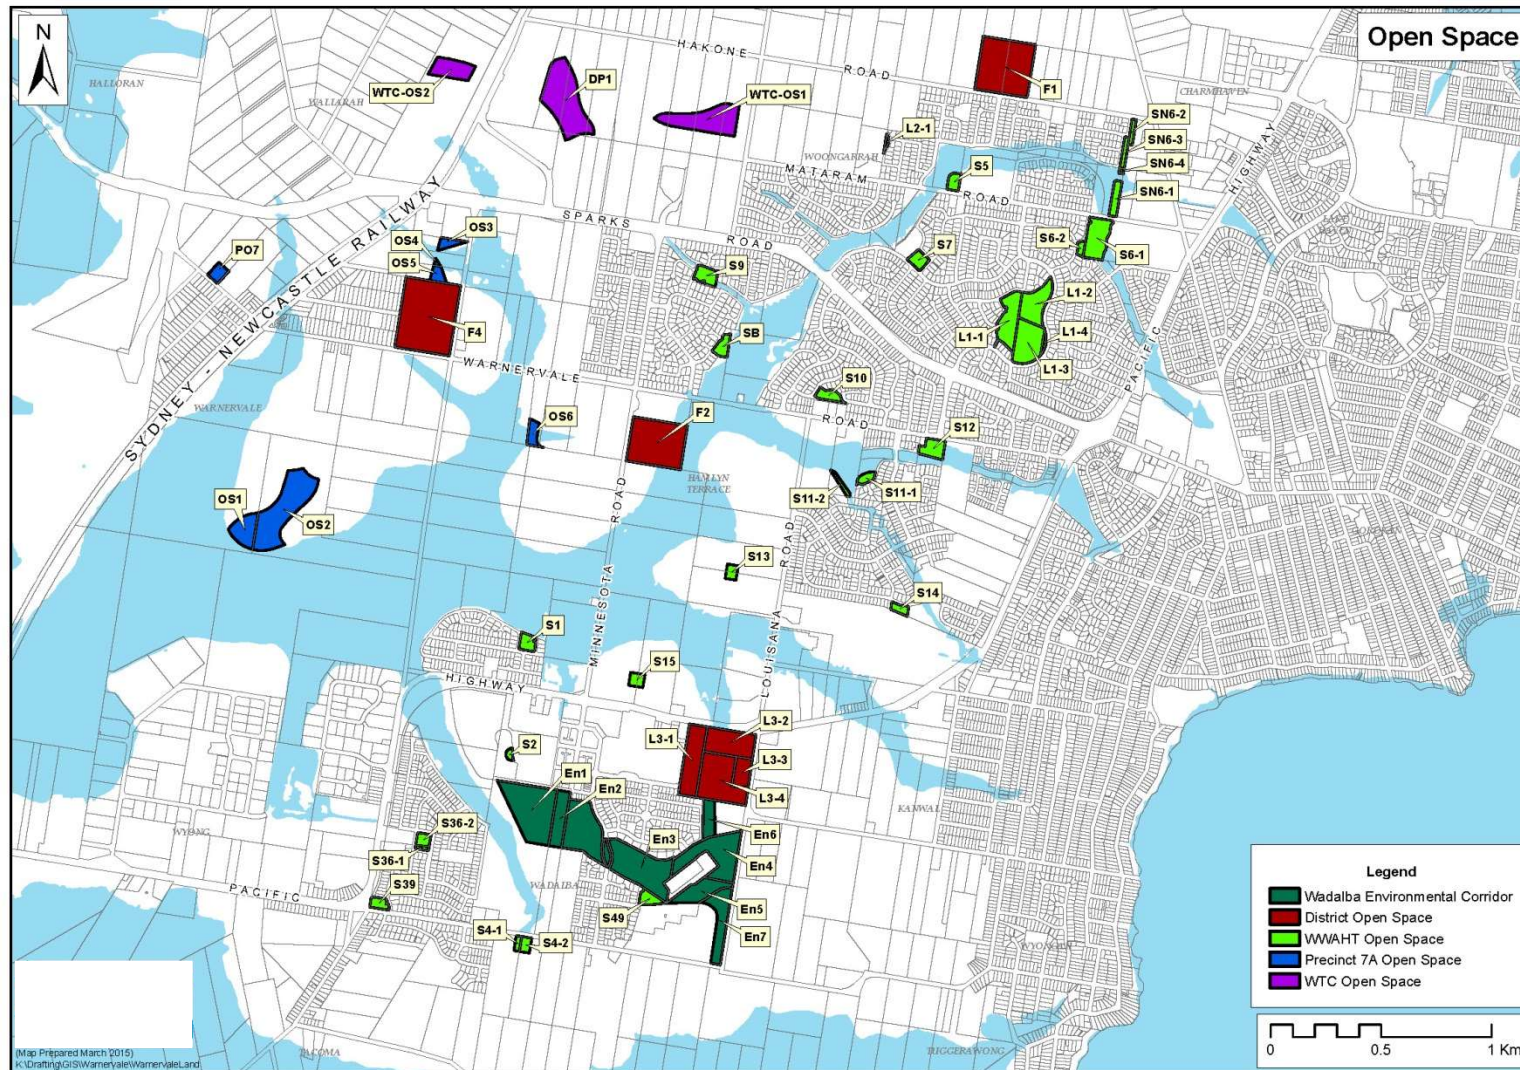 Open Space
N
HAKONE ROAD
HALLORAN
WALLARAH
WTC-OS2
DP1
WTC-OS1
F1
CHARMHAVEN
L2-1
WOONGARRAH
SN6-2
SN6-3
SN6-4
SN6-1
HIGHWAY
MATARAM ROAD
S5
SPARKS ROAD
OS3
OS4
OS5
PO7
S9
S7
S6-2
S6-1
L1-2
L1-1
L1-4
L1-3
F4
SB
PACIFIC
SYDNEY - NEWCASTLE RAILWAY
WARNERVALE ROAD
WARNERVALE
S10
OS6
F2
S12
HAMLYN
TERRACE
S11-2
S11-1
OS1
OS2
MINNESOTA ROAD
LOUISIANA ROAD
S13
S14
S1
S15
HIGHWAY
L3-2
L3-1
L3-3
L3-4
S2
En1
En2
KANWAL
WYONG
S36-2
S36-1
En6
En3
En4
PACIFIC
S39
WADALBA
S49
En5
S4-1
S4-2
En7
Legend
Wadalba Environmental Corridor
District Open Space
WWAHT Open Space
Precinct 7A Open Space
WTC Open Space
0 0.5 1 Km
(Map Prepared March 2015)
K:\Drafting\GIS\Warnervale\WarnervaleLand
TACOMA
TUGGERAWONG